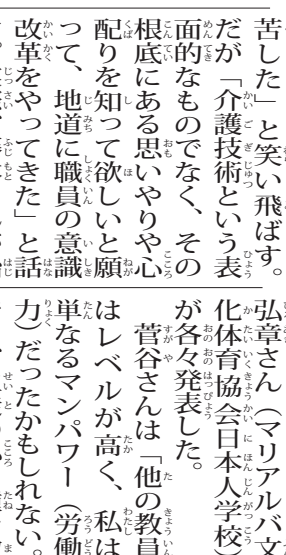 苦した」と笑い飛ばす。
だが「介護技術という表
面的なものでなく、その
根底にある思いやりや心
配りを知って欲しいと願
って、地道に職員の意識
改革をやってきた」と話
弘章さん（マリアルバ文
化体育協会日本人学校）
が各々発表した。
菅谷さんは「他の教員
はレベルが高く、私は
単なるマンパワー（労働
力）だったかもしれない。